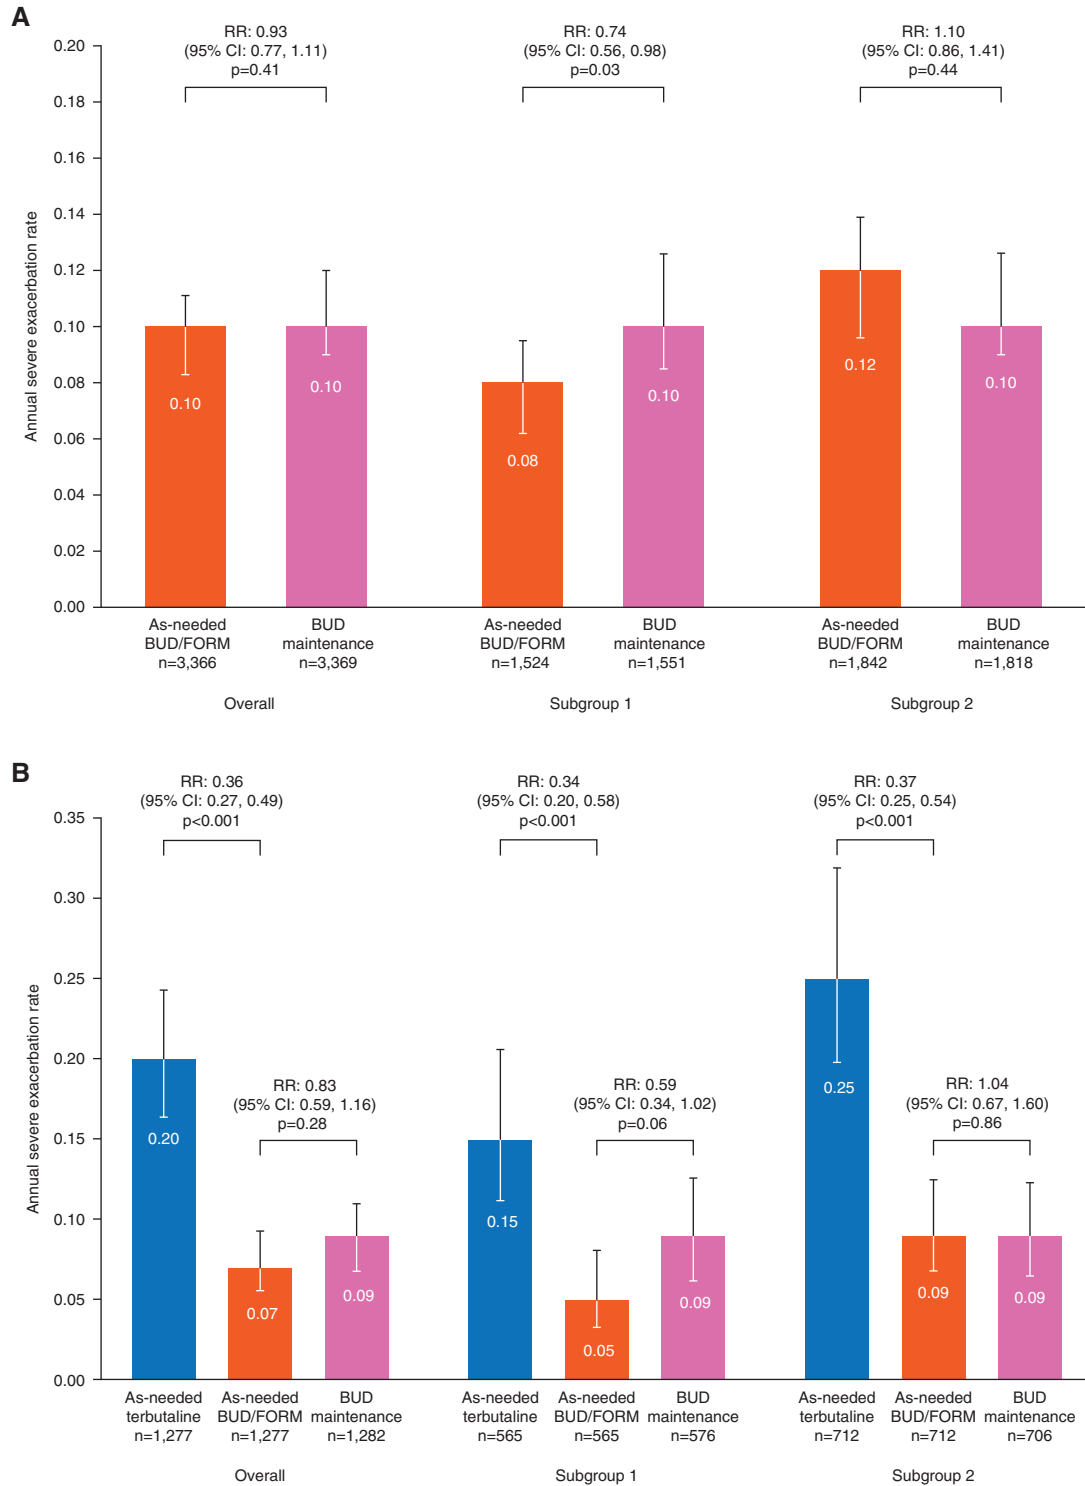 A
RR: 0.93
(95% CI: 0.77, 1.11)
p=0.41
RR: 0.74
(95% CI: 0.56, 0.98)
p=0.03
RR: 1.10
(95% CI: 0.86, 1.41)
p=0.44
Annual severe exacerbation rate
0.20
0.18
0.16
0.14
0.12
0.10
0.08
0.06
0.04
0.02
0.00
0.10
0.10
0.08
0.10
0.12
0.10
As-needed
BUD/FORM
n=3,366
BUD
maintenance
n=3,369
As-needed
BUD/FORM
n=1,524
BUD
maintenance
n=1,551
As-needed
BUD/FORM
n=1,842
BUD
maintenance
n=1,818
Overall
Subgroup 1
Subgroup 2
B
RR: 0.36
(95% CI: 0.27, 0.49)
p<0.001
RR: 0.34
(95% CI: 0.20, 0.58)
p<0.001
RR: 0.37
(95% CI: 0.25, 0.54)
p<0.001
Annual severe exacerbation rate
0.35
0.30
0.25
0.20
0.15
0.10
0.05
0.00
RR: 0.83
(95% CI: 0.59, 1.16)
p=0.28
RR: 0.59
(95% CI: 0.34, 1.02)
p=0.06
RR: 1.04
(95% CI: 0.67, 1.60)
p=0.86
0.20
0.07
0.09
0.15
0.05
0.09
0.25
0.09
0.09
As-needed
terbutaline
n=1,277
As-needed
BUD/FORM
n=1,277
BUD
maintenance
n=1,282
As-needed
terbutaline
n=565
As-needed
BUD/FORM
n=565
BUD
maintenance
n=576
As-needed
terbutaline
n=712
As-needed
BUD/FORM
n=712
BUD
maintenance
n=706
Overall
Subgroup 1
Subgroup 2